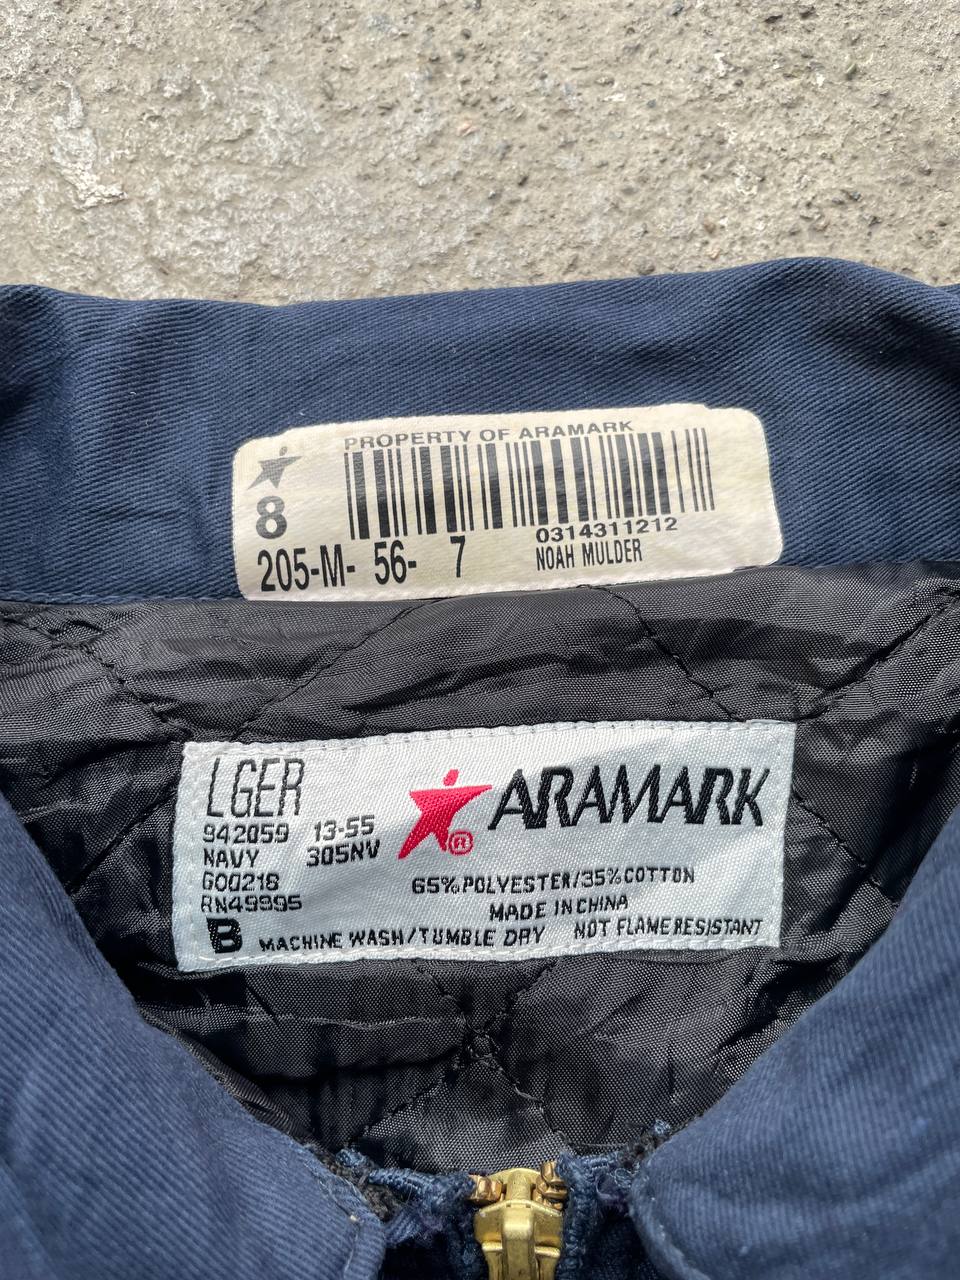 PROPERTY OF ARAMARK
8
0314311212
205-M- 56- 7 NOAH MULDER
LGER
ARAMARK
®
942059 13-55
NAVY 305NV
G00218
RN49995
65%POLYESTER/35%COTTON
MADE IN CHINA
B MACHINE WASH/TUMBLE DRY NOT FLAME RESISTANT